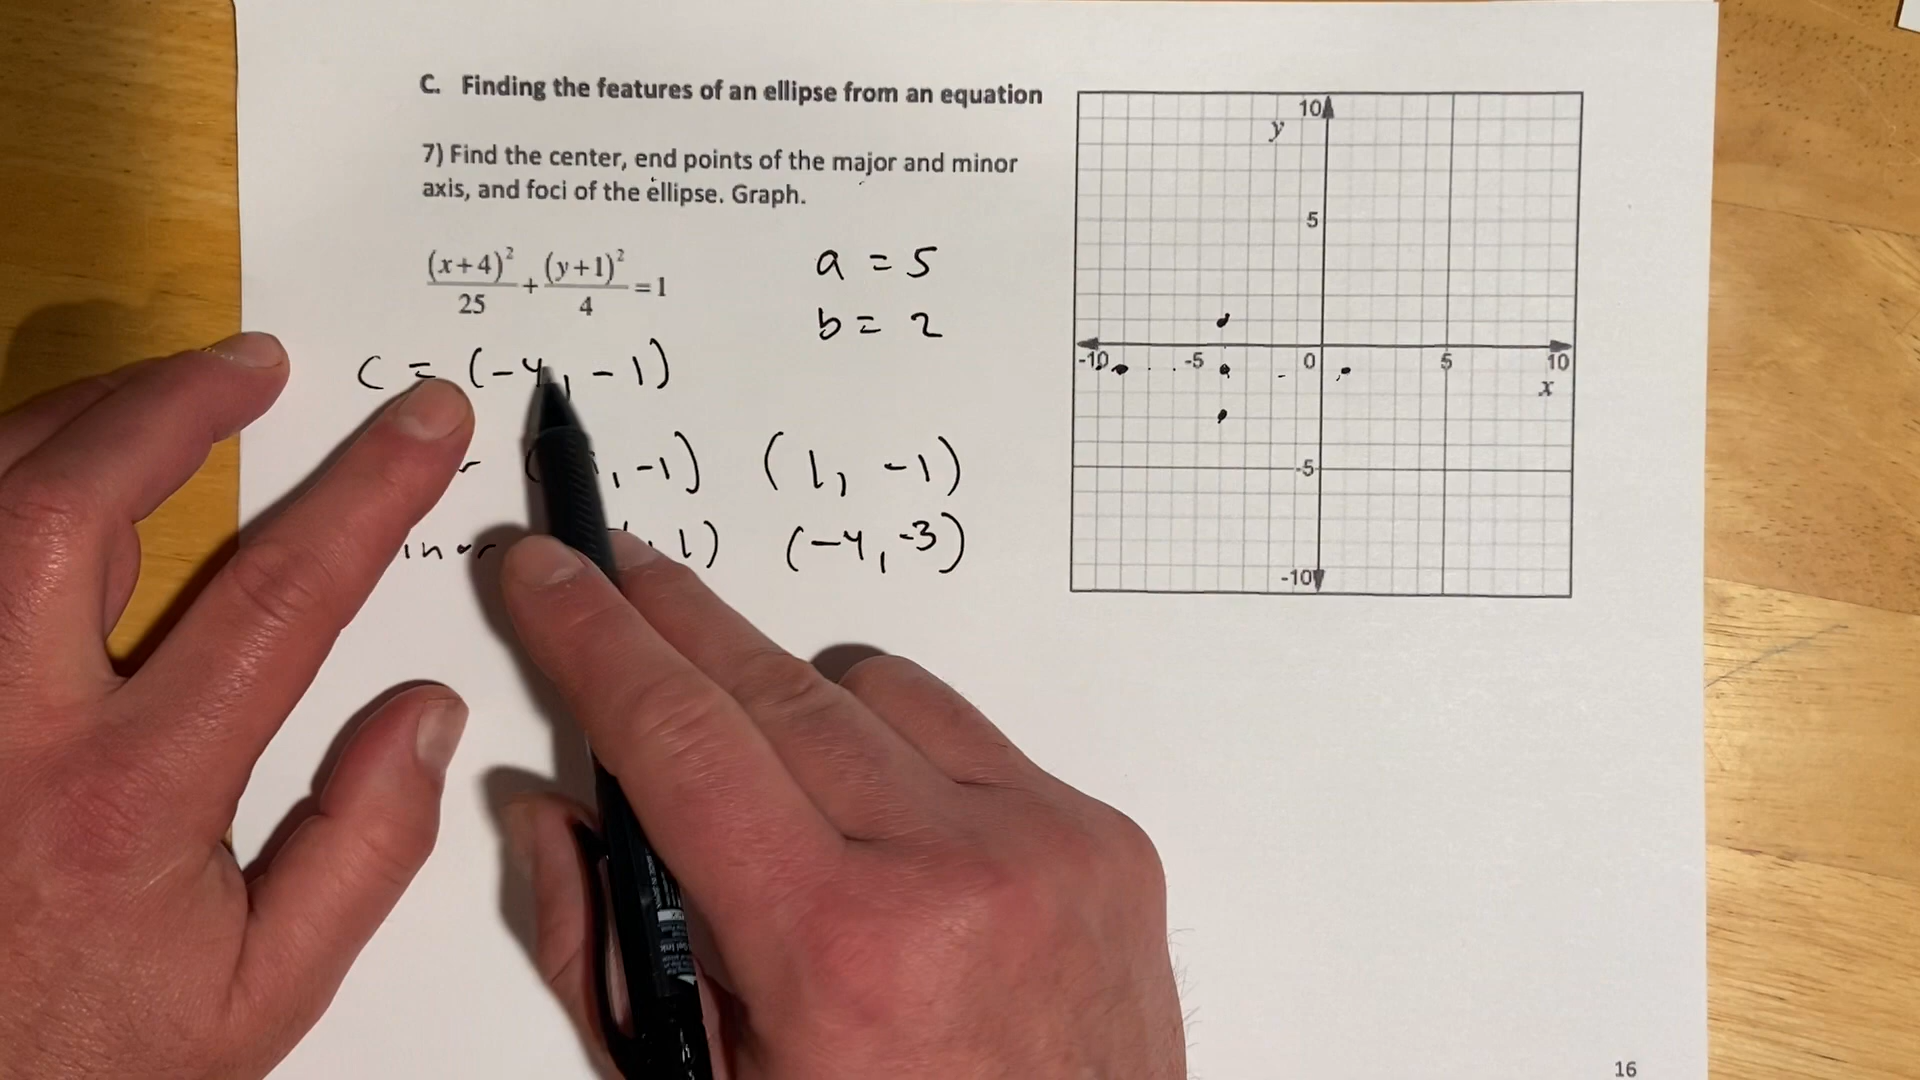 C. Finding the features of an ellipse from an equation
7) Find the center, end points of the major and minor
axis, and foci of the ellipse. Graph.
(x+4)²/25 + (y+1)²/4 = 1
a = 5
b = 2
C = (-4, -1)
, -1) (1, -1)
inor , 1) (-4, -3)
10
y
5
-10 -5 0 5 10
x
-5
-10
16